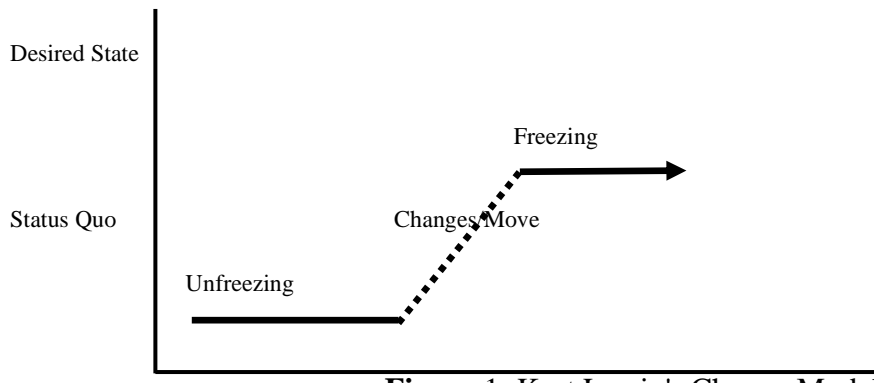 Desired State
Freezing
Status Quo
Changes/Move
Unfreezing
Figure 1. Kurt Lewin's Change Model